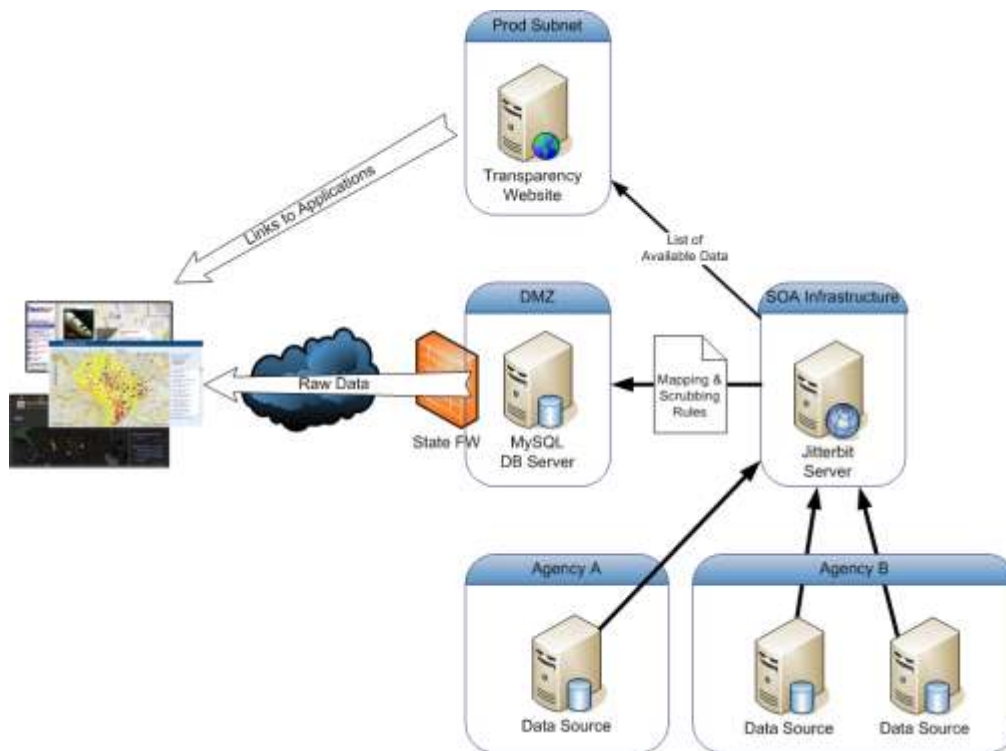 Prod Subnet
Transparency
Website
Links to Applications
List of
Available Data
DMZ
SOA Infrastructure
Raw Data
Mapping &
Scrubbing
Rules
State FW
MySQL
DB Server
Jitterbit
Server
Agency A
Agency B
Data Source
Data Source
Data Source